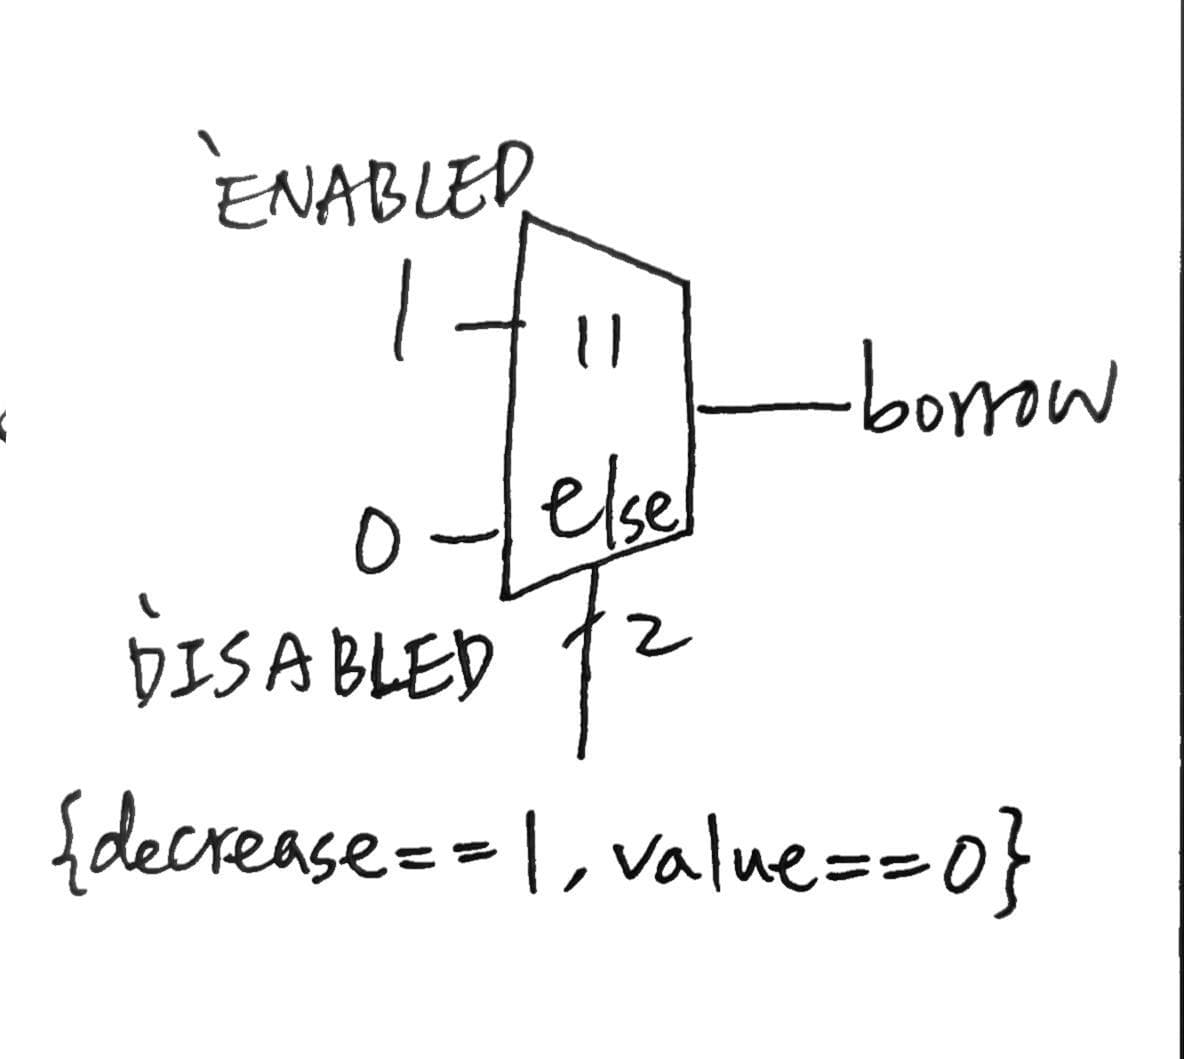 `ENABLED
1
11
borrow
0
else
`DISABLED
2
{decrease==1, value==0}